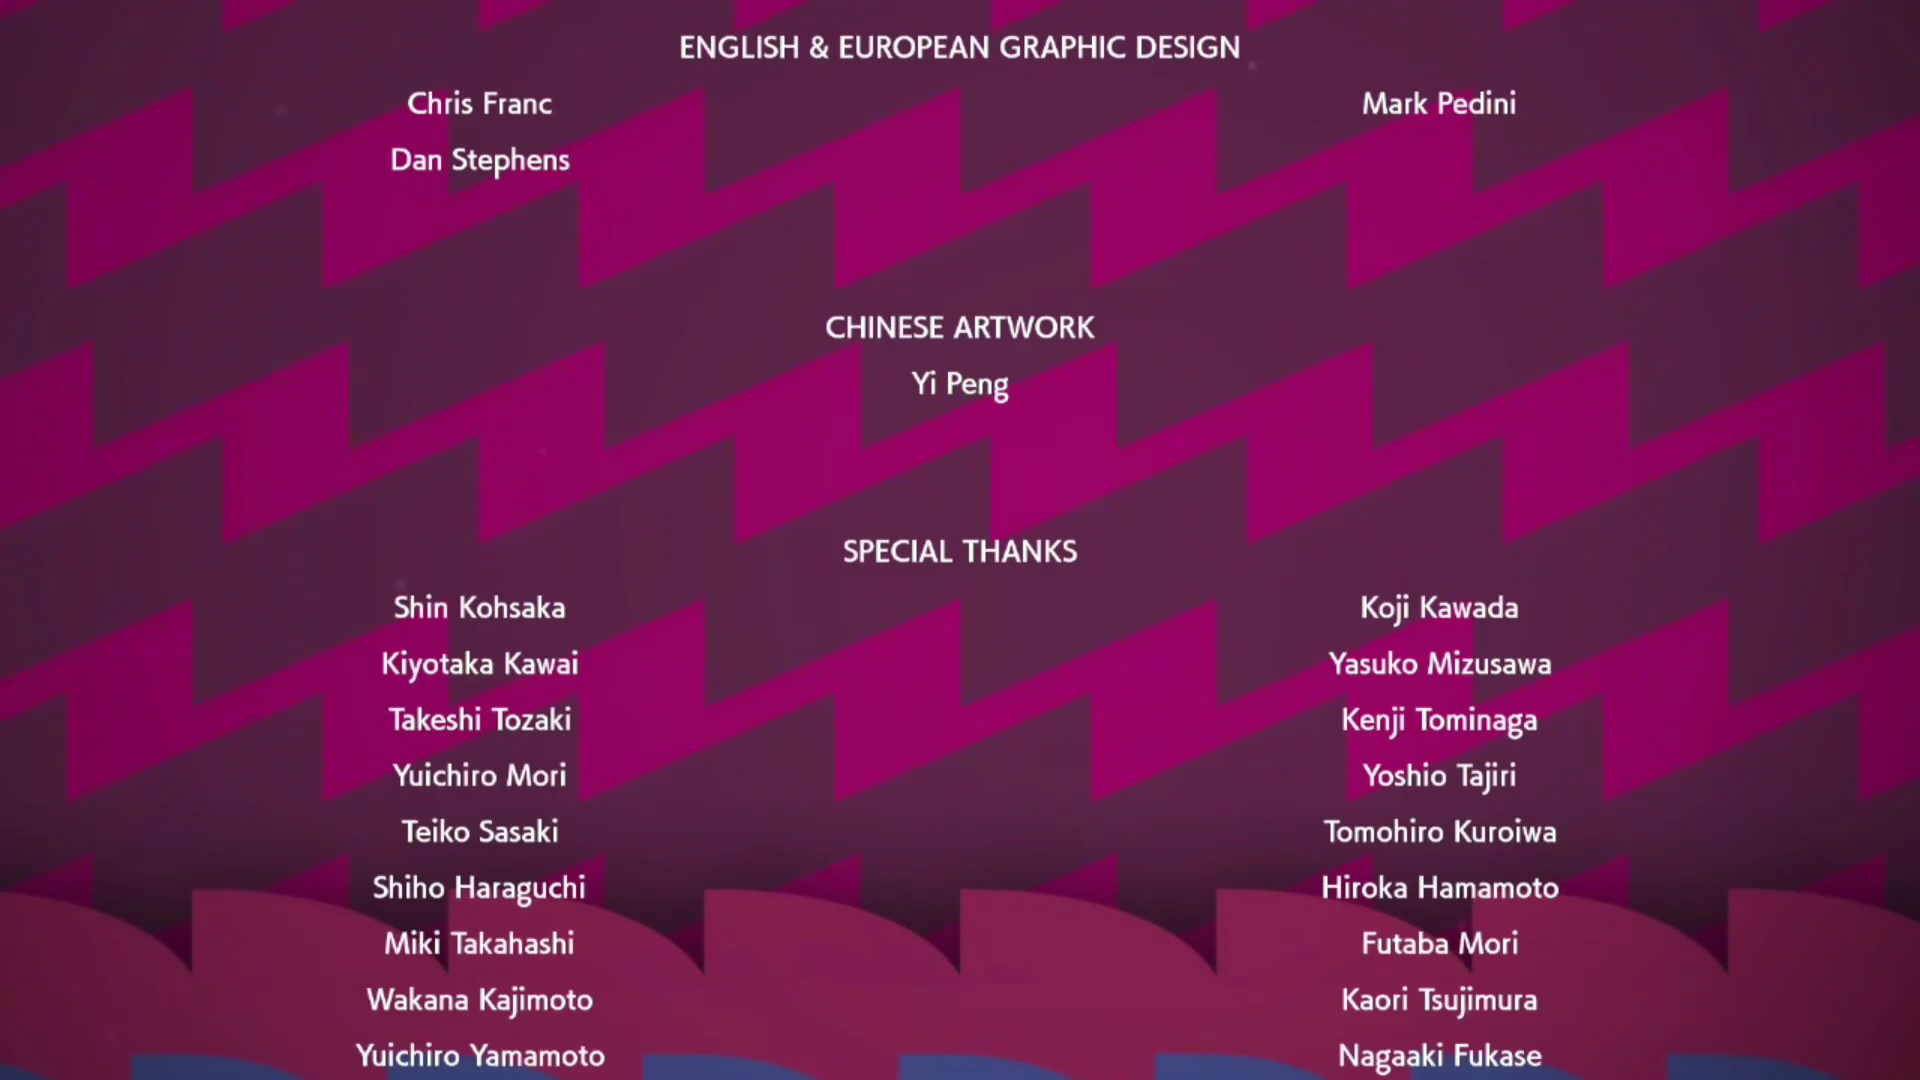 ENGLISH & EUROPEAN GRAPHIC DESIGN
Chris Franc Mark Pedini
Dan Stephens
CHINESE ARTWORK
Yi Peng
SPECIAL THANKS
Shin Kohsaka Koji Kawada
Kiyotaka Kawai Yasuko Mizusawa
Takeshi Tozaki Kenji Tominaga
Yuichiro Mori Yoshio Tajiri
Teiko Sasaki Tomohiro Kuroiwa
Shiho Haraguchi Hiroka Hamamoto
Miki Takahashi Futaba Mori
Wakana Kajimoto Kaori Tsujimura
Yuichiro Yamamoto Nagaaki Fukase